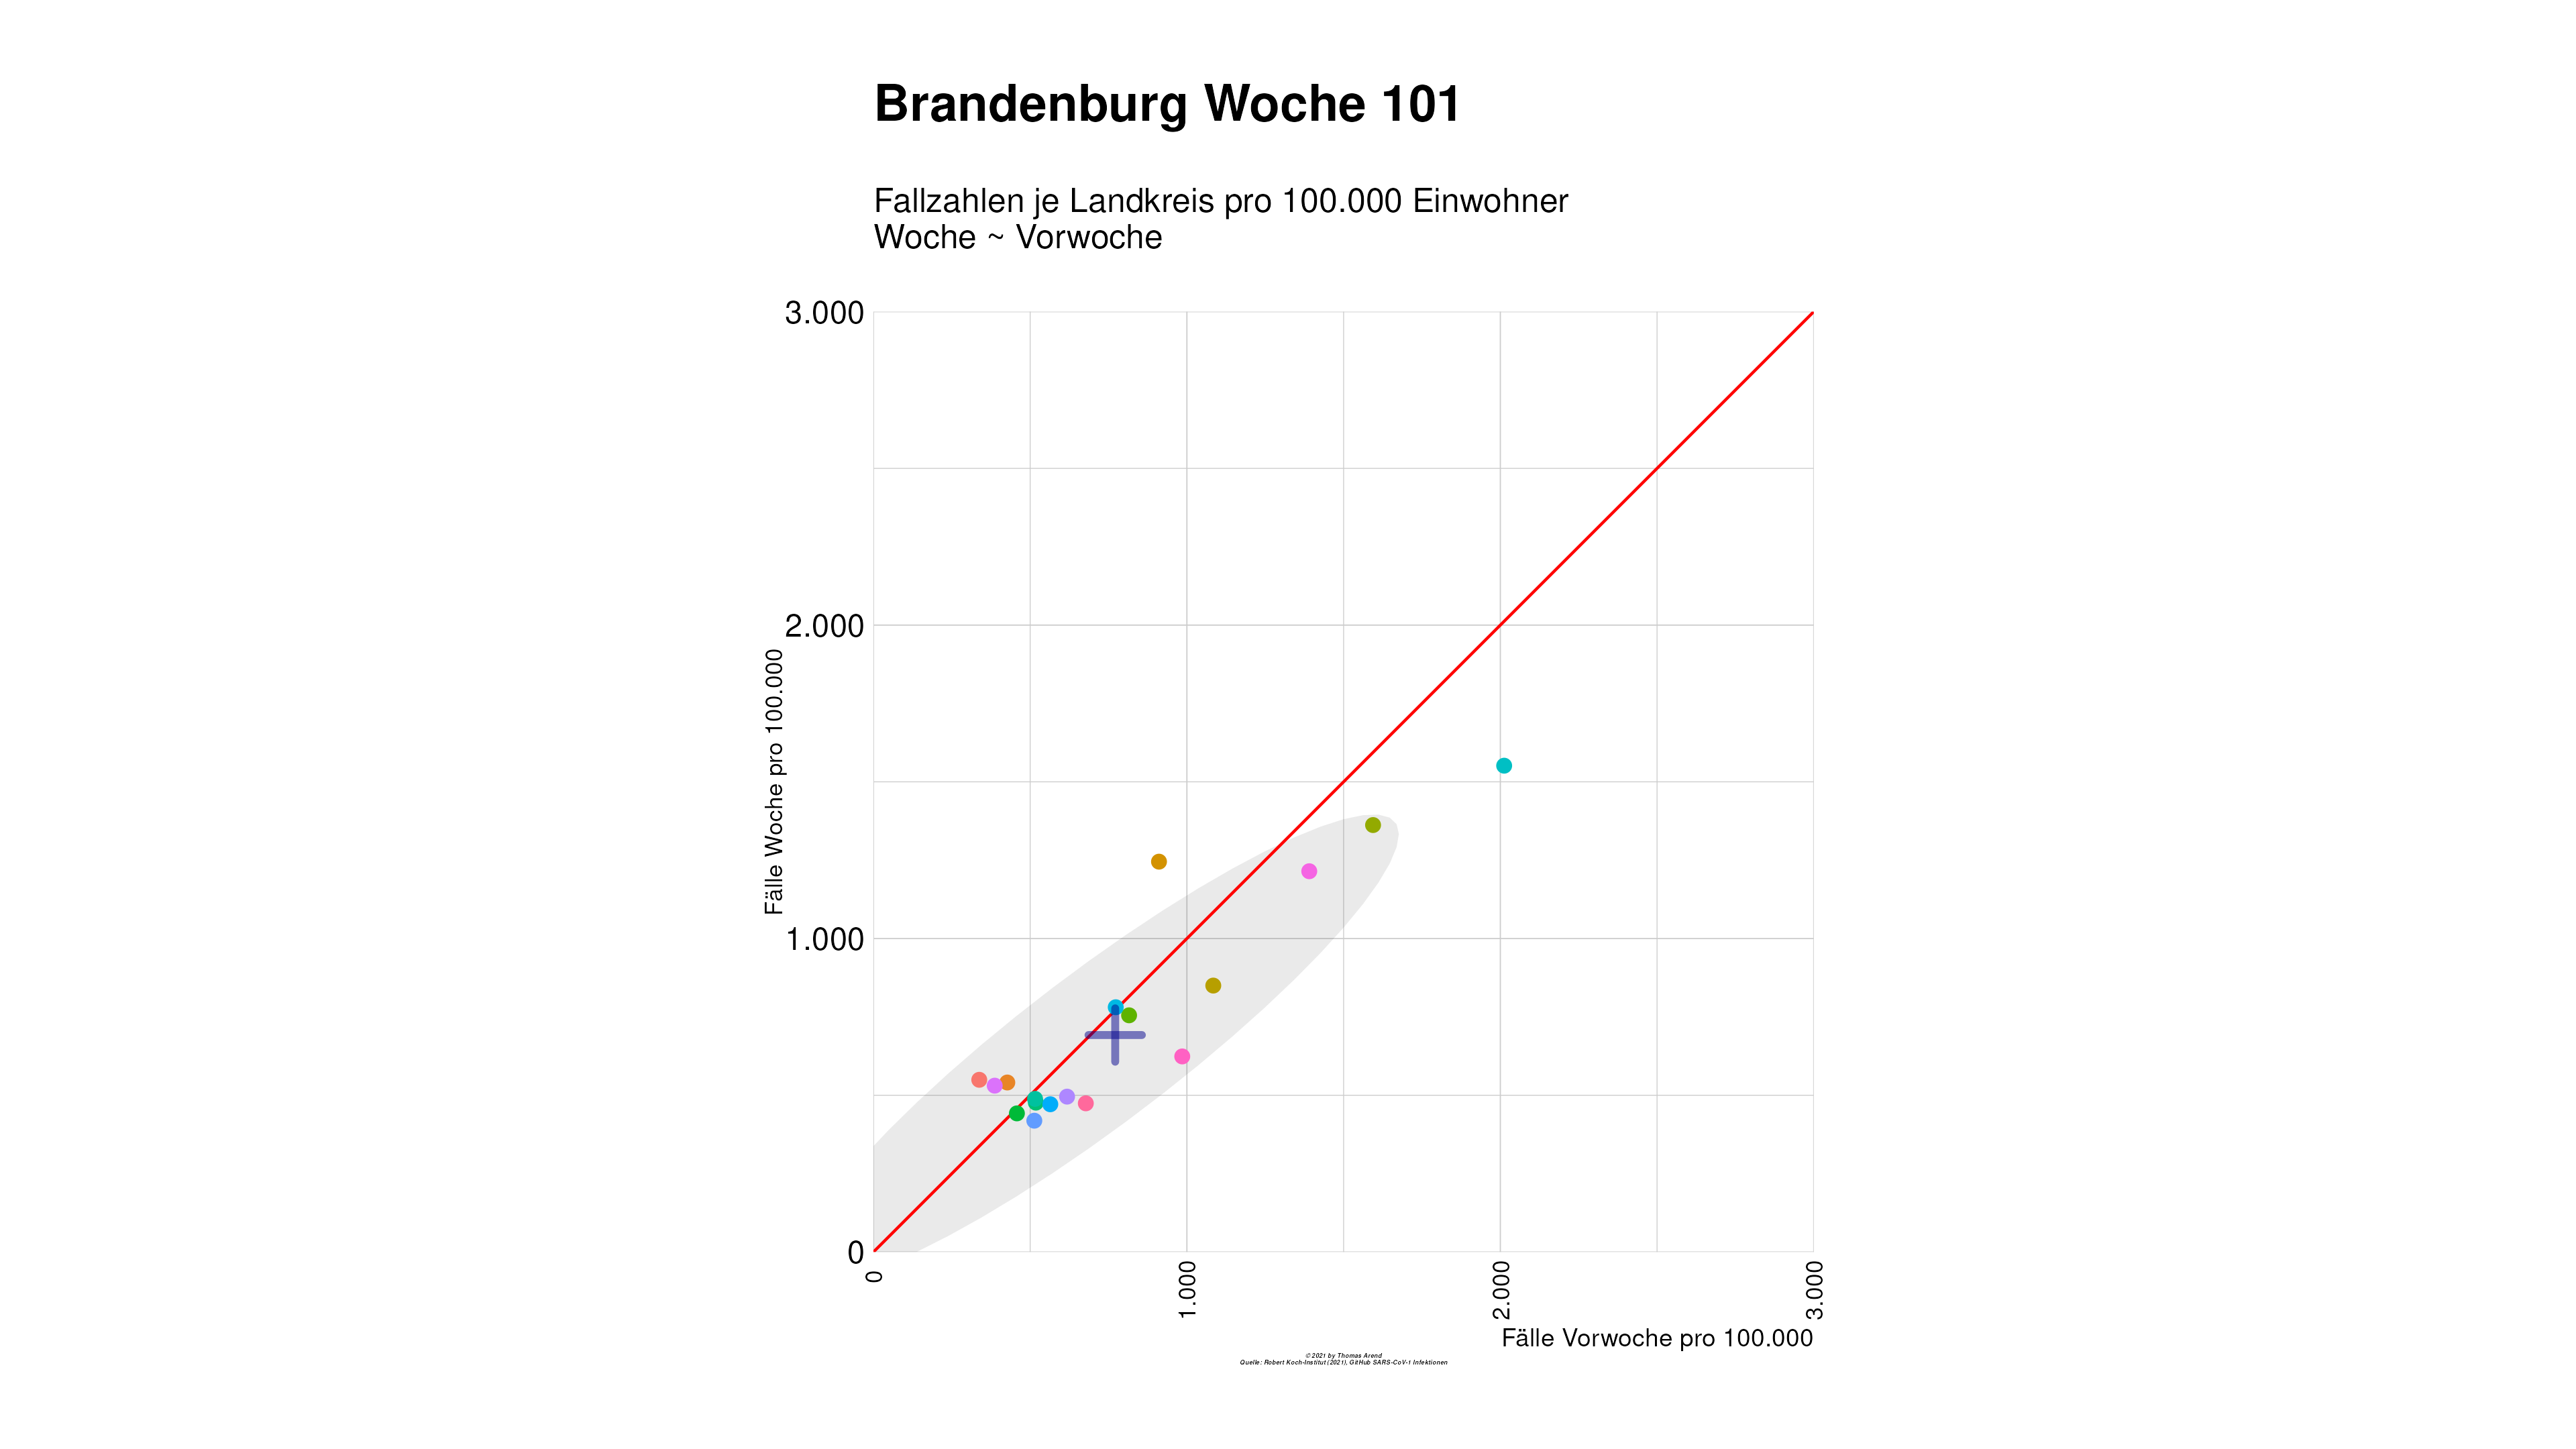 Brandenburg Woche 101
Fallzahlen je Landkreis pro 100.000 Einwohner
Woche ~ Vorwoche
3.000
2.000
1.000
0
Fälle Woche pro 100.000
0
1.000
2.000
3.000
Fälle Vorwoche pro 100.000
© 2021 by Thomas Arend
Quelle: Robert Koch-Institut (2021), GitHub SARS-CoV-1 Infektionen